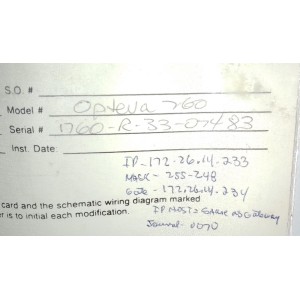 S.O. #
Model # Opteva 760
Serial # 1760-R-33-07483
Inst. Date:
IP-172-26.14-233
MASK - 255-248
Gate - 172.26.14.234
card and the schematic wiring diagram marked
IP HOST = SAME AS Gateway
er is to initial each modification.
Journal - 0070